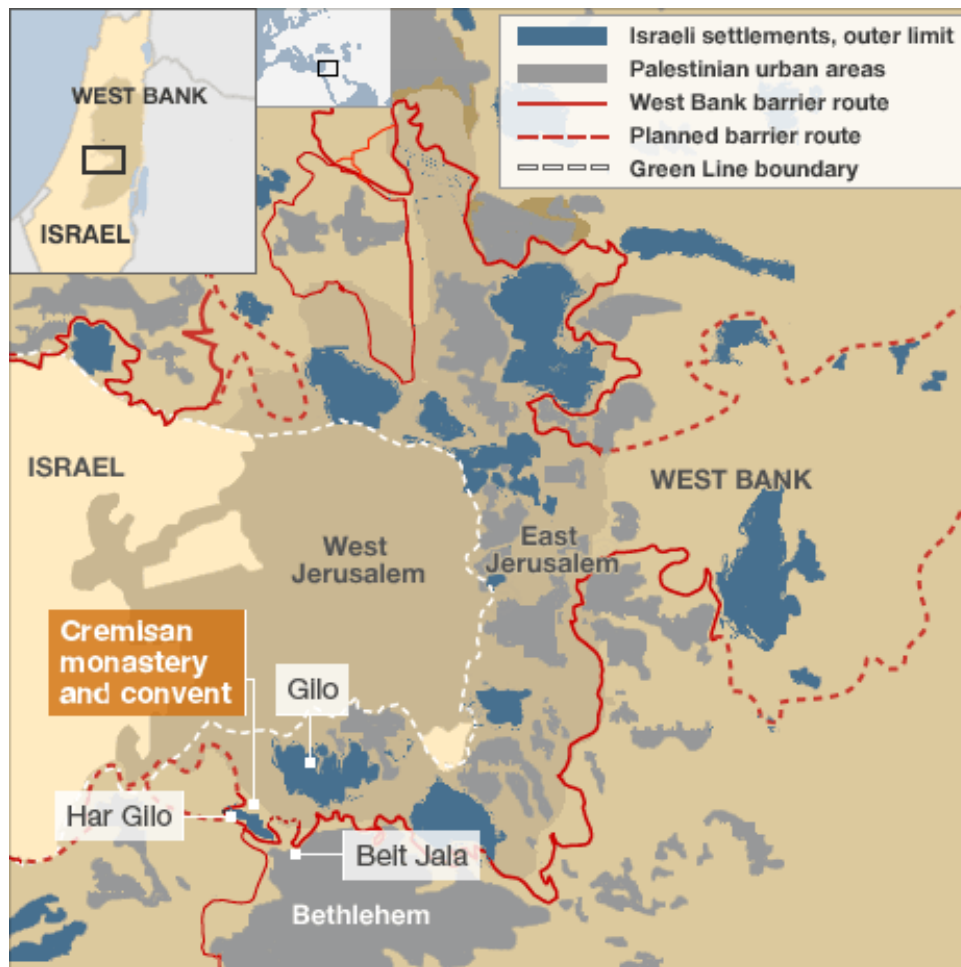 WEST BANK
ISRAEL
Israeli settlements, outer limit
Palestinian urban areas
West Bank barrier route
Planned barrier route
Green Line boundary
ISRAEL
WEST BANK
West
Jerusalem
East
Jerusalem
Cremisan
monastery
and convent
Gilo
Har Gilo
Beit Jala
Bethlehem